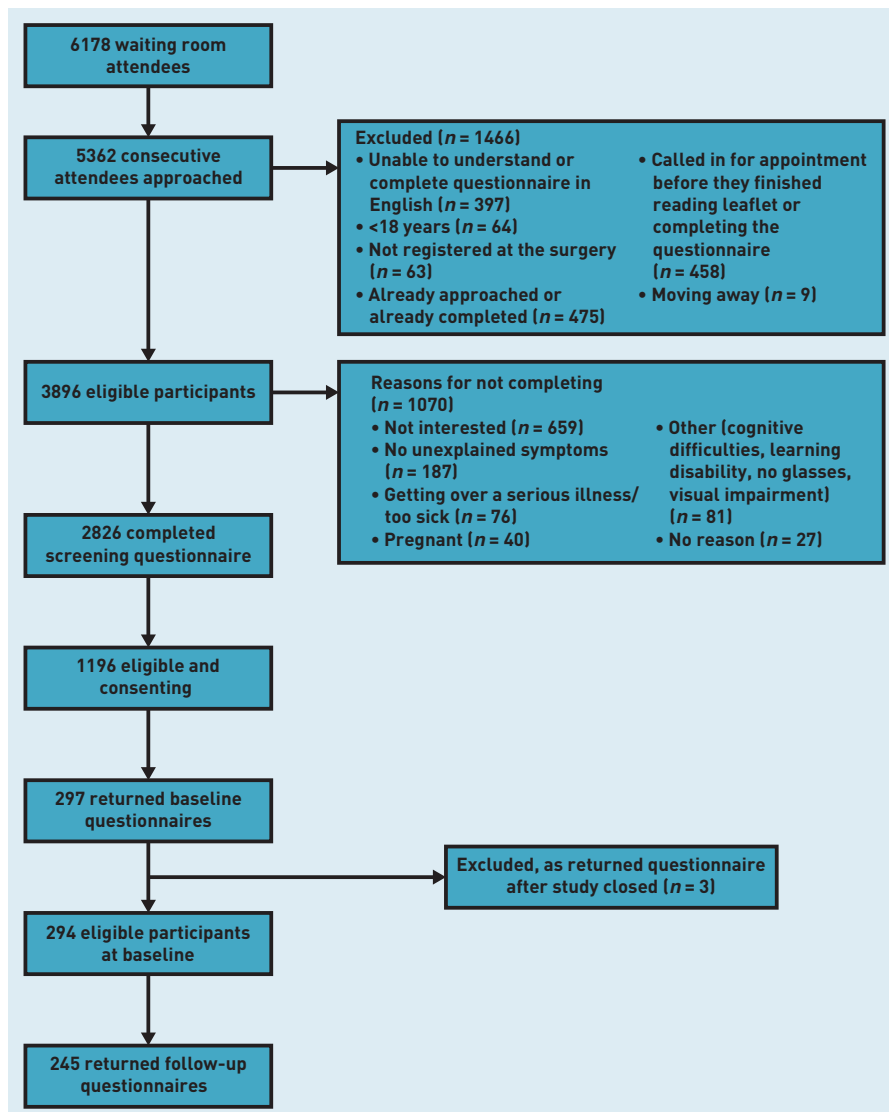 6178 waiting room
attendees
5362 consecutive
attendees approached
Excluded (n = 1466)
• Unable to understand or
complete questionnaire in
English (n = 397)
• <18 years (n = 64)
• Not registered at the surgery
(n = 63)
• Already approached or
already completed (n = 475)
• Called in for appointment
before they finished
reading leaflet or
completing the
questionnaire
(n = 458)
• Moving away (n = 9)
3896 eligible participants
Reasons for not completing
(n = 1070)
• Not interested (n = 659)
• No unexplained symptoms
(n = 187)
• Getting over a serious illness/
too sick (n = 76)
• Pregnant (n = 40)
• Other (cognitive
difficulties, learning
disability, no glasses,
visual impairment)
(n = 81)
• No reason (n = 27)
2826 completed
screening questionnaire
1196 eligible and
consenting
297 returned baseline
questionnaires
Excluded, as returned questionnaire
after study closed (n = 3)
294 eligible participants
at baseline
245 returned follow-up
questionnaires